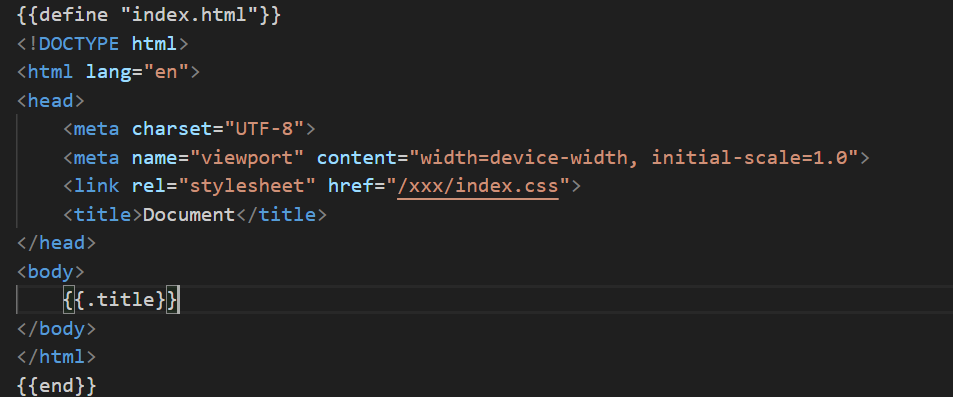 {{define "index.html"}}
<!DOCTYPE html>
<html lang="en">
<head>
    <meta charset="UTF-8">
    <meta name="viewport" content="width=device-width, initial-scale=1.0">
    <link rel="stylesheet" href="/xxx/index.css">
    <title>Document</title>
</head>
<body>
    {{.title}}
</body>
</html>
{{end}}